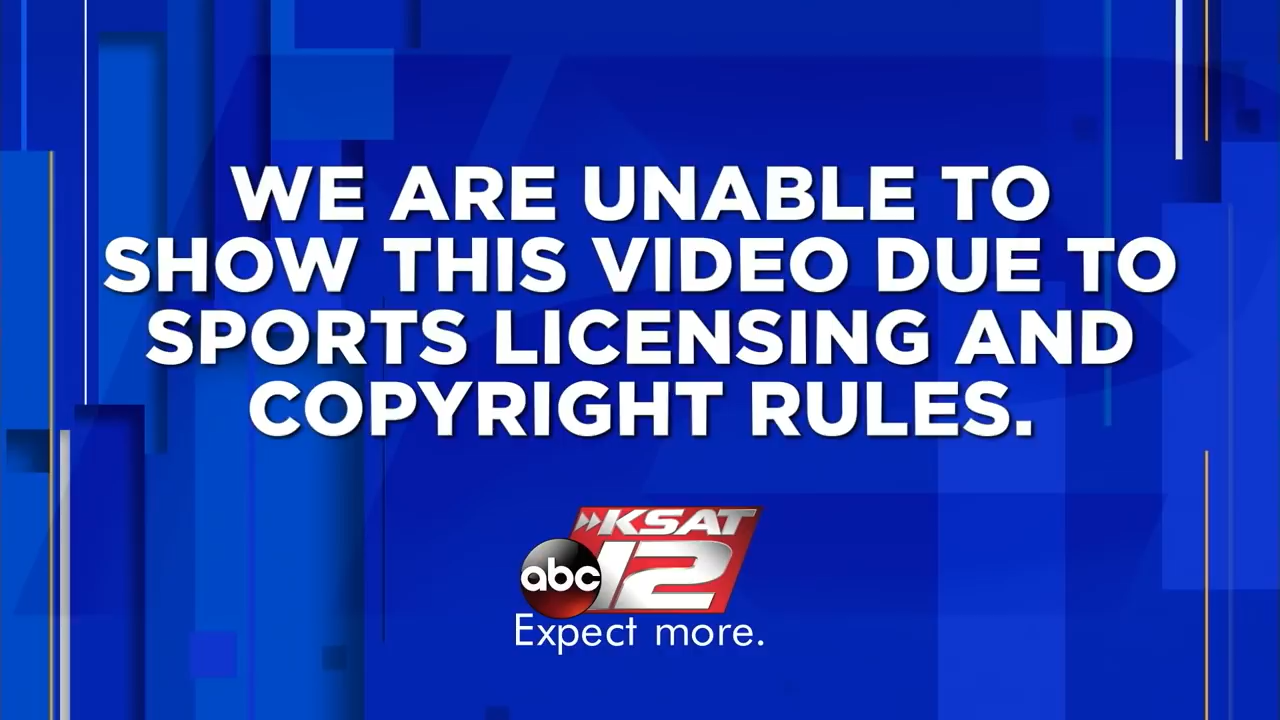 WE ARE UNABLE TO
SHOW THIS VIDEO DUE TO
SPORTS LICENSING AND
COPYRIGHT RULES.
KSAT
abc 12
Expect more.